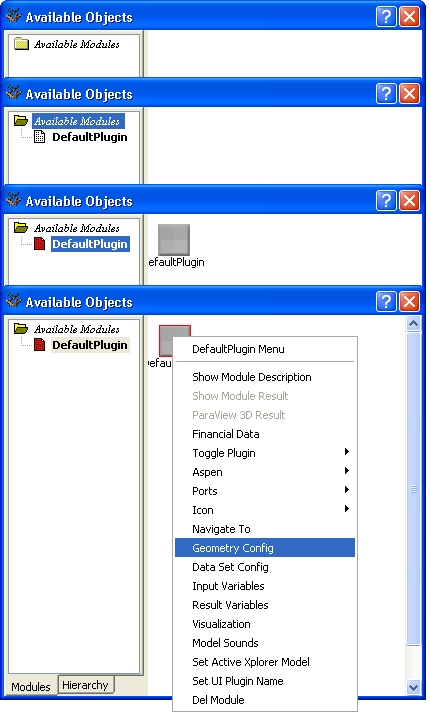 Available Objects
Available Modules
Available Objects
Available Modules
DefaultPlugin
Available Objects
Available Modules
DefaultPlugin
efaultPlugin
Available Objects
Available Modules
DefaultPlugin
Defau
DefaultPlugin Menu
Show Module Description
Show Module Result
ParaView 3D Result
Financial Data
Toggle Plugin
Aspen
Ports
Icon
Navigate To
Geometry Config
Data Set Config
Input Variables
Result Variables
Visualization
Model Sounds
Set Active Xplorer Model
Set UI Plugin Name
Del Module
Modules
Hierarchy